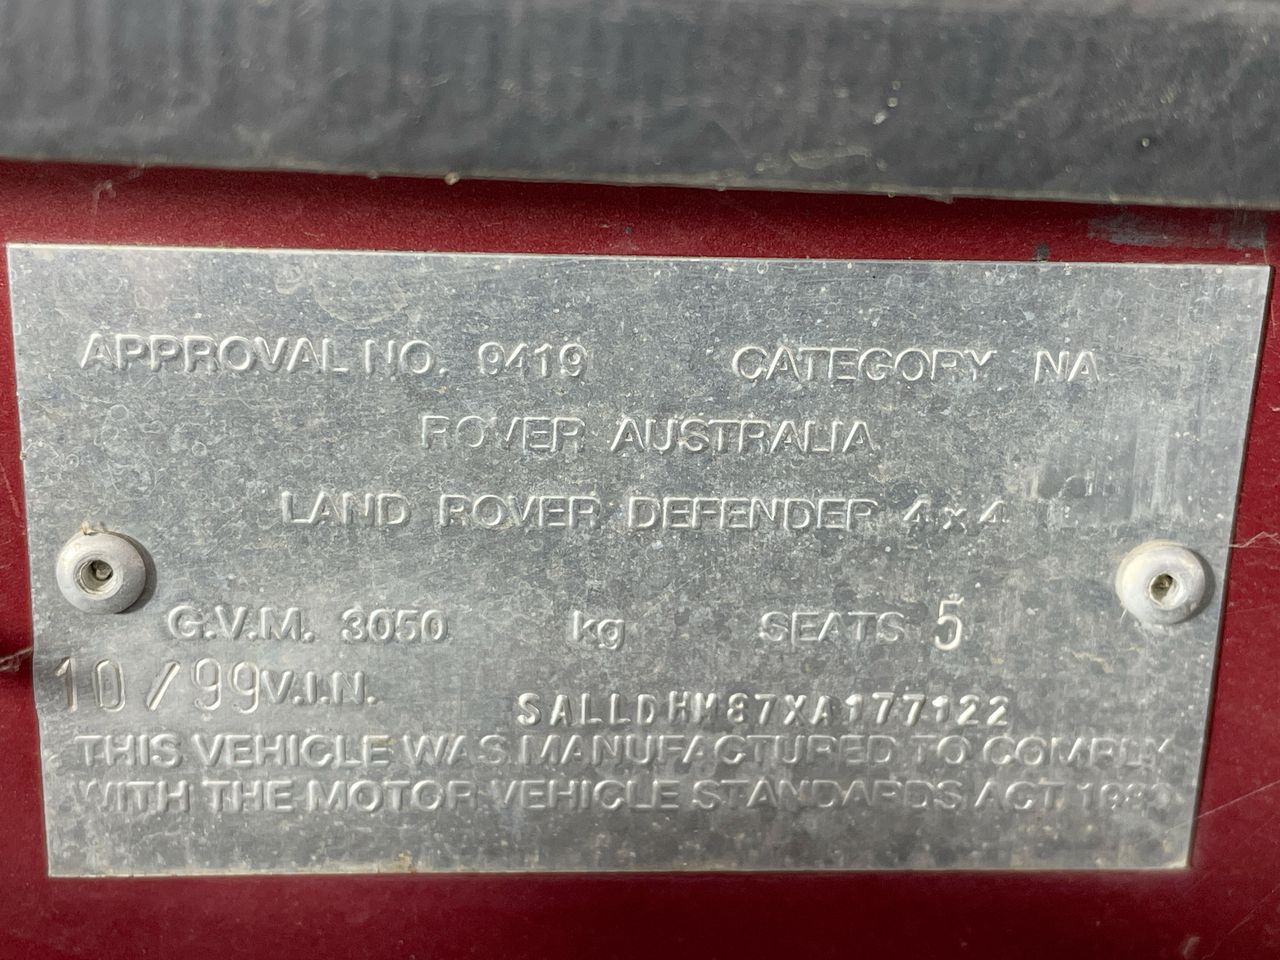 APPROVAL NO. 9419 CATEGORY NA
ROVER AUSTRALIA
LAND ROVER DEFENDER 4x4
G.V.M. 3050 kg SEATS 5
10/99 V.I.N. SALLDHM87XA177122
THIS VEHICLE WAS MANUFACTURED TO COMPLY
WITH THE MOTOR VEHICLE STANDARDS ACT 1989